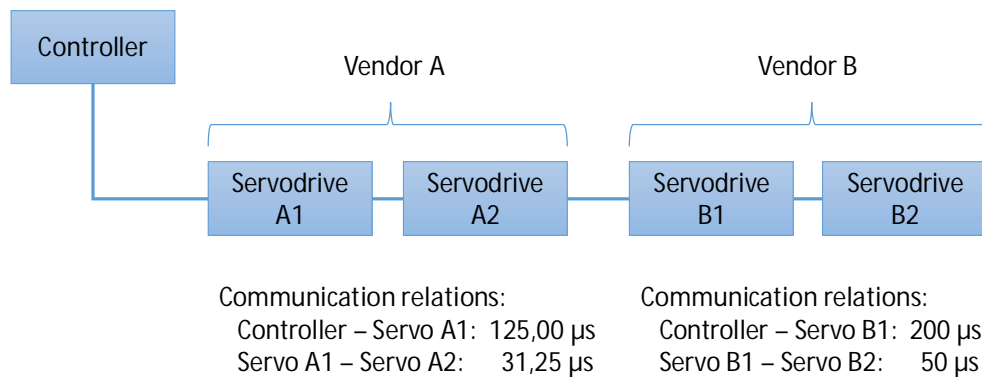 Controller
Vendor A
Vendor B
Servodrive
A1
Servodrive
A2
Servodrive
B1
Servodrive
B2
Communication relations:
Controller – Servo A1: 125,00 µs
Servo A1 – Servo A2: 31,25 µs
Communication relations:
Controller – Servo B1: 200 µs
Servo B1 – Servo B2: 50 µs